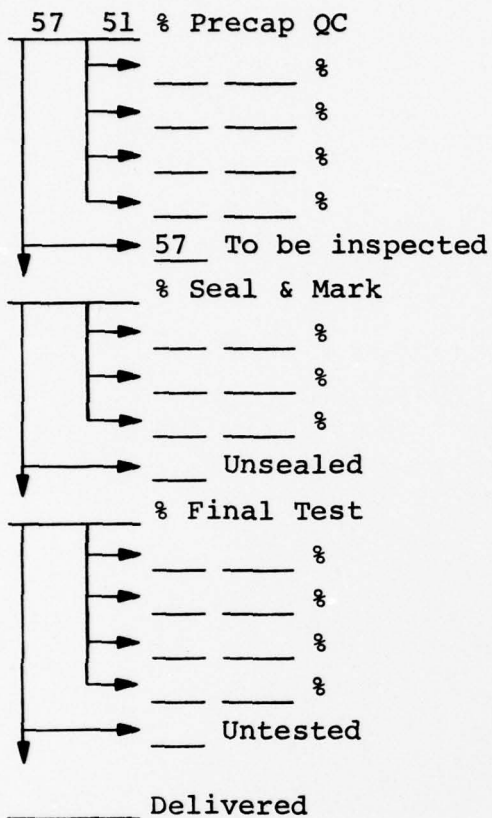 57 51 % Precap QC
%
%
%
%
57 To be inspected
% Seal & Mark
%
%
%
Unsealed
% Final Test
%
%
%
%
Untested
Delivered